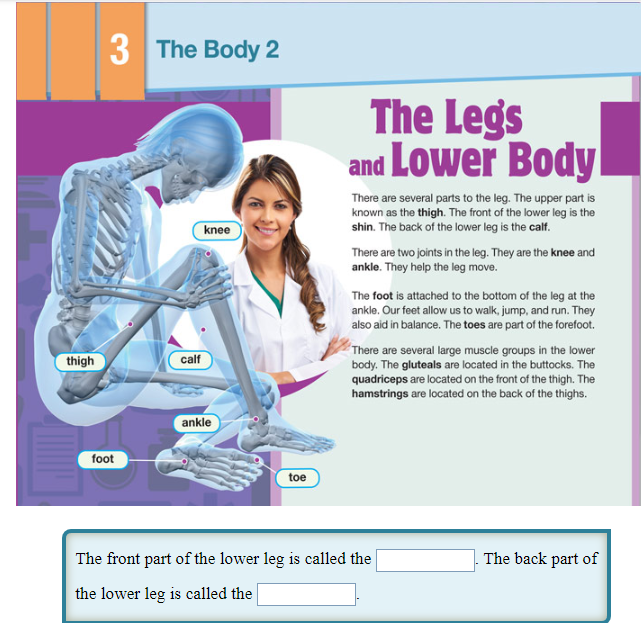 3 The Body 2
The Legs
and Lower Body
There are several parts to the leg. The upper part is
known as the thigh. The front of the lower leg is the
shin. The back of the lower leg is the calf.
There are two joints in the leg. They are the knee and
ankle. They help the leg move.
The foot is attached to the bottom of the leg at the
ankle. Our feet allow us to walk, jump, and run. They
also aid in balance. The toes are part of the forefoot.
There are several large muscle groups in the lower
body. The gluteals are located in the buttocks. The
quadriceps are located on the front of the thigh. The
hamstrings are located on the back of the thighs.
knee
thigh
calf
ankle
foot
toe
The front part of the lower leg is called the . The back part of
the lower leg is called the .